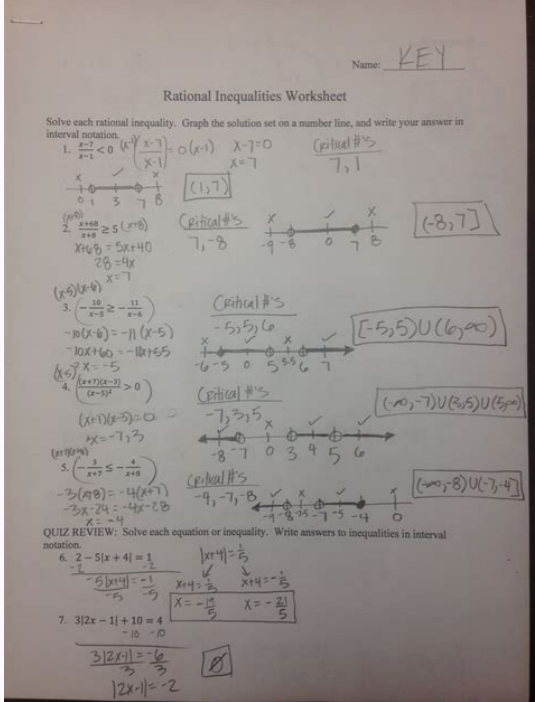 Name: KEY
Rational Inequalities Worksheet
Solve each rational inequality. Graph the solution set on a number line, and write your answer in
interval notation.
1. x-7/x-1 < 0 (x-1)(x-7/x-1) = 0(x-1) x-7=0 Critical #'s
x=7 7, 1
x ✓ x
0 1 3 7 8 (1,7)
2. (x+8) x+68/x+8 ≥ 5 (x+8) Critical #'s x ✓ x (-8,7]
x+68 = 5x+40 7, -8 -9 -8 0 7 8
28 = 4x
x=7
(x-5)(x-6)
3. (-10/x-5 ≥ -11/x-6) Critical #'s
-10(x-6) = -11(x-5) -5, 5, 6 [-5,5)∪(6,∞)
-10x+60 = -11x+55 x ✓ x ✓
x = -5 -6 -5 0 5 5.5 6 7
(x-5)²
4. ((x+7)(x-3)/(x-5)² > 0) Critical #'s (-∞,-7)∪(3,5)∪(5,∞)
(x+7)(x-3)=0 -7, 3, 5 ✓ x ✓ ✓
x = -7, 3 -8 -7 0 3 4 5 6
(x+7)(x+8)
5. (-3/x+7 ≤ -4/x+8) Critical #'s (-∞,-8)∪(-7,-4]
-3(x+8) = -4(x+7) -4, -7, -8 ✓ x ✓ x
-3x-24 = -4x-28 -9 -8 -7.5 -7 -5 -4 0
x = -4
QUIZ REVIEW: Solve each equation or inequality. Write answers to inequalities in interval
notation.
6. 2 − 5|x + 4| = 1 |x+4| = 1/5
-2 -2
-5|x+4| = -1 x+4 = 1/5 x+4 = -1/5
-5 -5 x = -19/5 x = -21/5
7. 3|2x − 1| + 10 = 4
-10 -10
3|2x-1| = -6 Ø
3 3
|2x-1| = -2